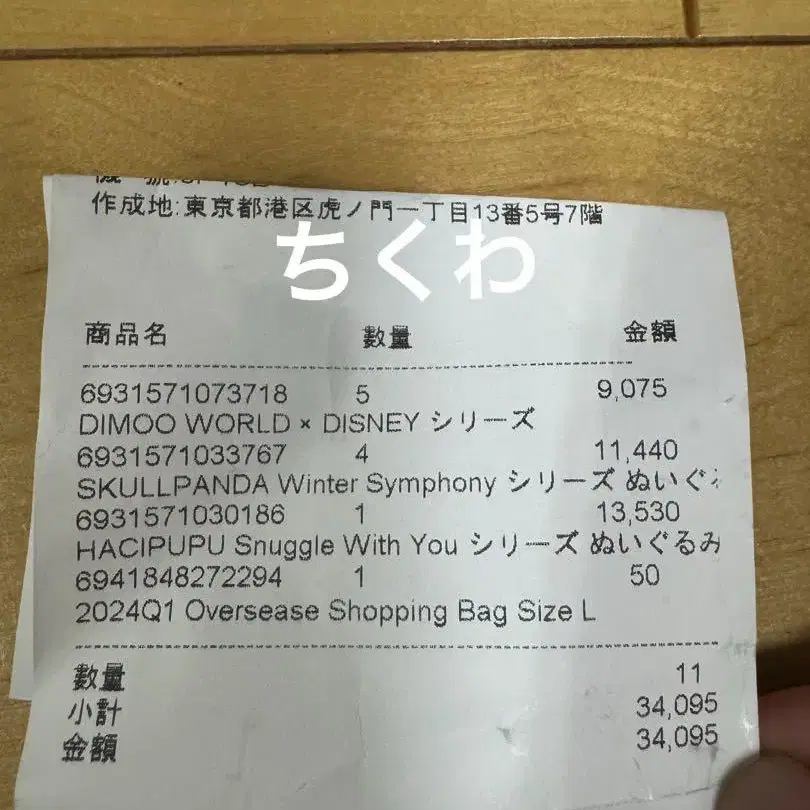 作成地:東京都港区虎ノ門一丁目13番5号7階
ちくわ
商品名 數量 金額
6931571073718 5 9,075
DIMOO WORLD × DISNEY シリーズ
6931571033767 4 11,440
SKULLPANDA Winter Symphony シリーズ ぬいぐ
6931571030186 1 13,530
HACIPUPU Snuggle With You シリーズ ぬいぐるみ
6941848272294 1 50
2024Q1 Oversease Shopping Bag Size L
數量 11
小計 34,095
金額 34,095